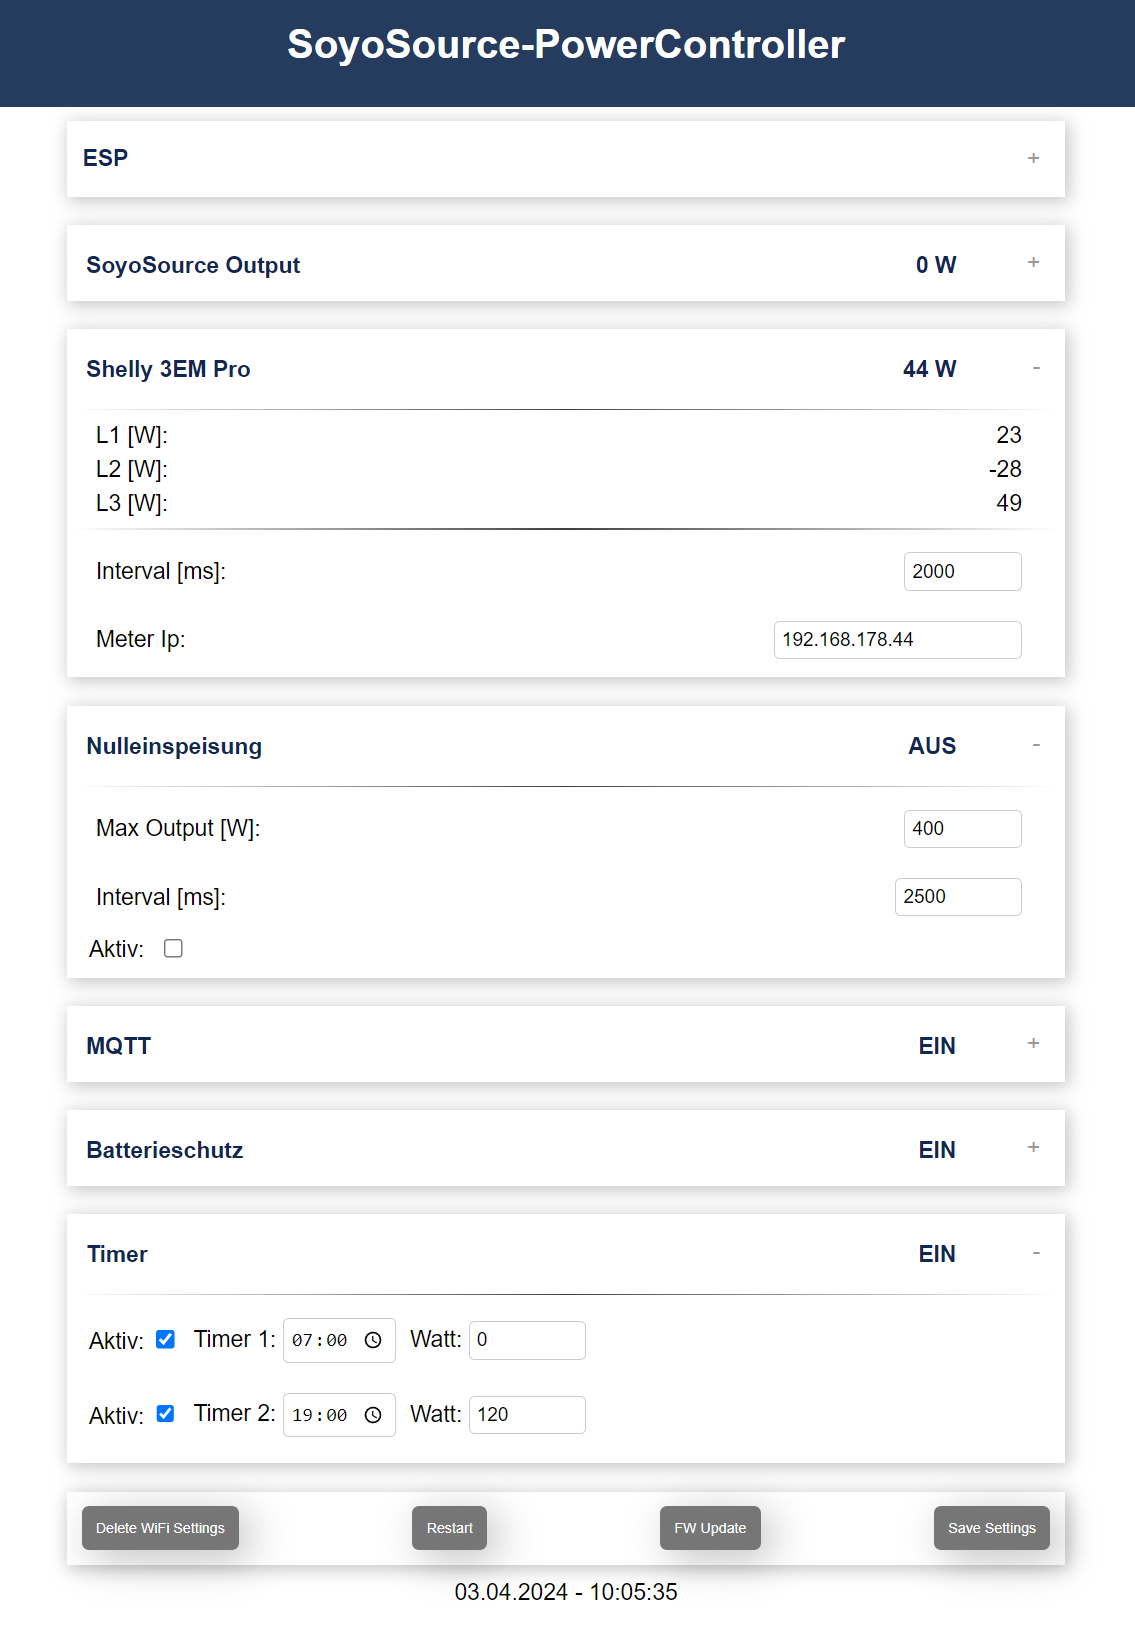 SoyoSource-PowerController
ESP +
SoyoSource Output 0 W +
Shelly 3EM Pro 44 W -
L1 [W]: 23
L2 [W]: -28
L3 [W]: 49
Interval [ms]: 2000
Meter Ip: 192.168.178.44
Nulleinspeisung AUS -
Max Output [W]: 400
Interval [ms]: 2500
Aktiv:
MQTT EIN +
Batterieschutz EIN +
Timer EIN -
Aktiv: Timer 1: 07:00 Watt: 0
Aktiv: Timer 2: 19:00 Watt: 120
Delete WiFi Settings Restart FW Update Save Settings
03.04.2024 - 10:05:35